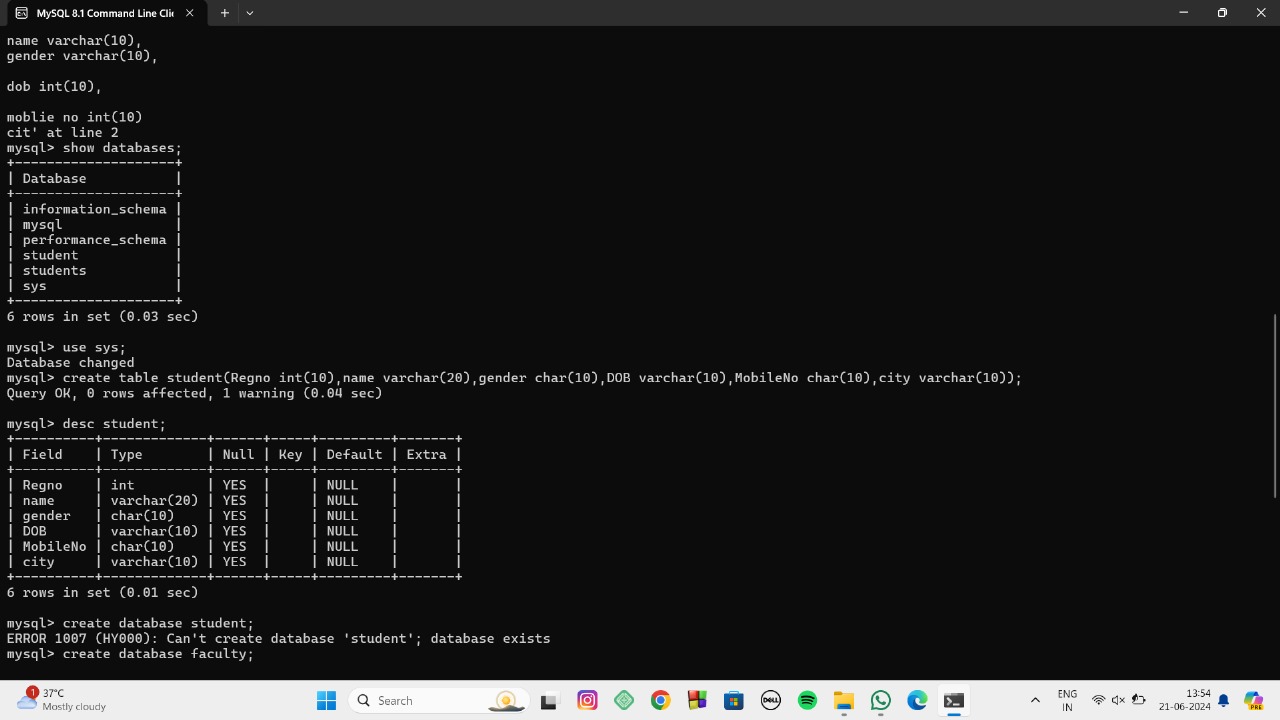 MySQL 8.1 Command Line Clie
name varchar(10),
gender varchar(10),
dob int(10),
moblie no int(10)
cit' at line 2
mysql> show databases;
+--------------------+
| Database           |
+--------------------+
| information_schema |
| mysql              |
| performance_schema |
| student            |
| students           |
| sys                |
+--------------------+
6 rows in set (0.03 sec)
mysql> use sys;
Database changed
mysql> create table student(Regno int(10),name varchar(20),gender char(10),DOB varchar(10),MobileNo char(10),city varchar(10));
Query OK, 0 rows affected, 1 warning (0.04 sec)
mysql> desc student;
+----------+-------------+------+-----+---------+-------+
| Field    | Type        | Null | Key | Default | Extra |
+----------+-------------+------+-----+---------+-------+
| Regno    | int         | YES  |     | NULL    |       |
| name     | varchar(20) | YES  |     | NULL    |       |
| gender   | char(10)    | YES  |     | NULL    |       |
| DOB      | varchar(10) | YES  |     | NULL    |       |
| MobileNo | char(10)    | YES  |     | NULL    |       |
| city     | varchar(10) | YES  |     | NULL    |       |
+----------+-------------+------+-----+---------+-------+
6 rows in set (0.01 sec)
mysql> create database student;
ERROR 1007 (HY000): Can't create database 'student'; database exists
mysql> create database faculty;
1 37°C
Mostly cloudy
Search
DELL
ENG
IN
13:54
21-06-2024
PRE